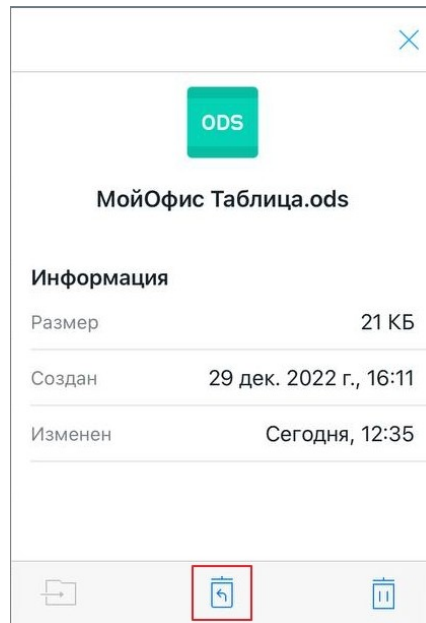 ODS
МойОфис Таблица.ods
Информация
Размер 21 КБ
Создан 29 дек. 2022 г., 16:11
Изменен Сегодня, 12:35